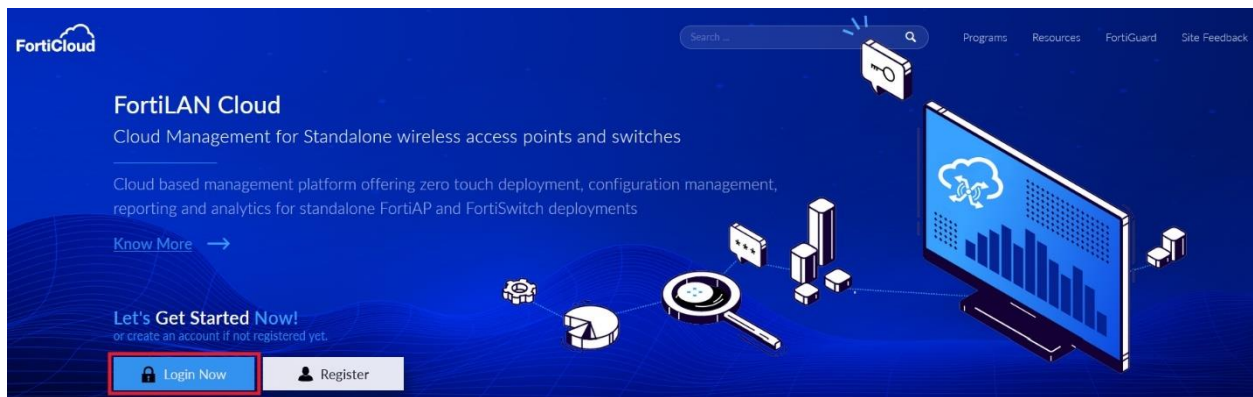 FortiCloud
Search ...
Programs
Resources
FortiGuard
Site Feedback
FortiLAN Cloud
Cloud Management for Standalone wireless access points and switches
Cloud based management platform offering zero touch deployment, configuration management,
reporting and analytics for standalone FortiAP and FortiSwitch deployments
Know More
Let's Get Started Now!
or create an account if not registered yet.
Login Now
Register
***